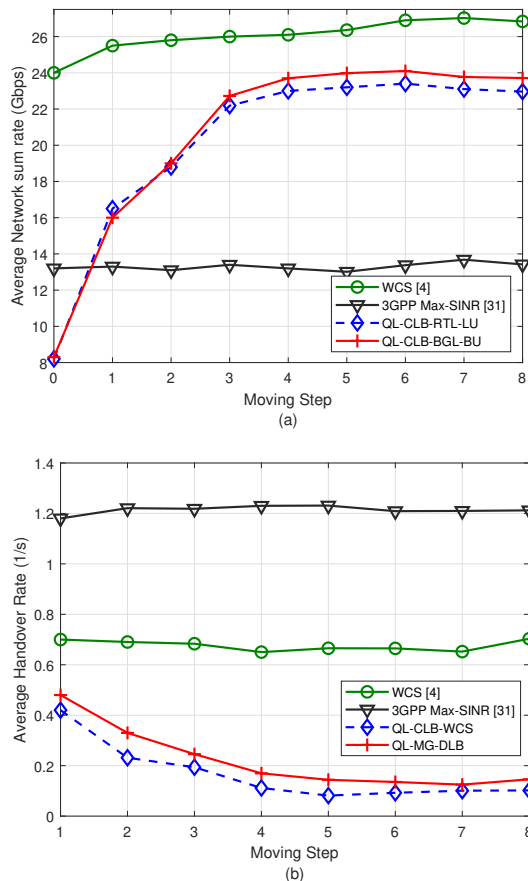 26
24
22
20
18
16
14
12
10
8
Average Network sum rate (Gbps)
WCS [4]
3GPP Max-SINR [31]
QL-CLB-RTL-LU
QL-CLB-BGL-BU
0 1 2 3 4 5 6 7 8
Moving Step
(a)
1.4
1.2
1
0.8
0.6
0.4
0.2
0
Average Handover Rate (1/s)
WCS [4]
3GPP Max-SINR [31]
QL-CLB-WCS
QL-MG-DLB
1 2 3 4 5 6 7 8
Moving Step
(b)